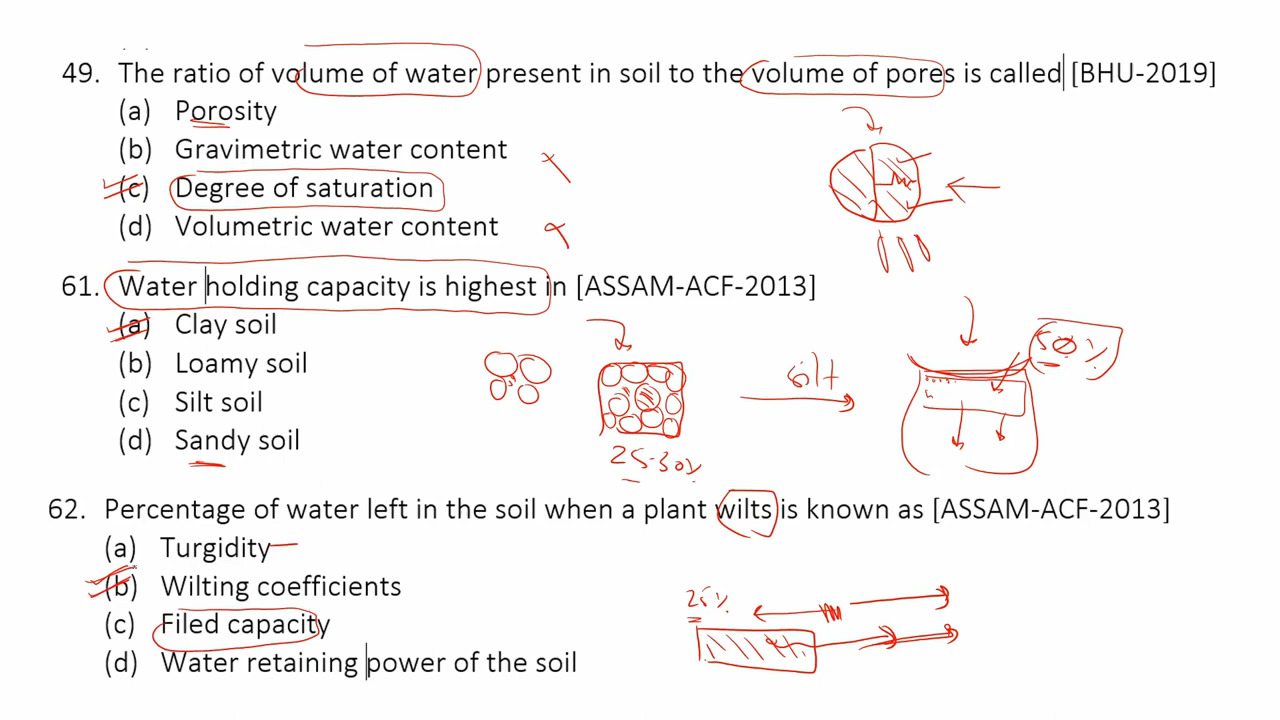 49. The ratio of volume of water present in soil to the volume of pores is called [BHU-2019]
(a) Porosity
(b) Gravimetric water content
(c) Degree of saturation
(d) Volumetric water content
61. Water holding capacity is highest in [ASSAM-ACF-2013]
(a) Clay soil
(b) Loamy soil
(c) Silt soil
(d) Sandy soil
silt
50%
25-30%
62. Percentage of water left in the soil when a plant wilts is known as [ASSAM-ACF-2013]
(a) Turgidity
(b) Wilting coefficients
(c) Filed capacity
(d) Water retaining power of the soil
25%